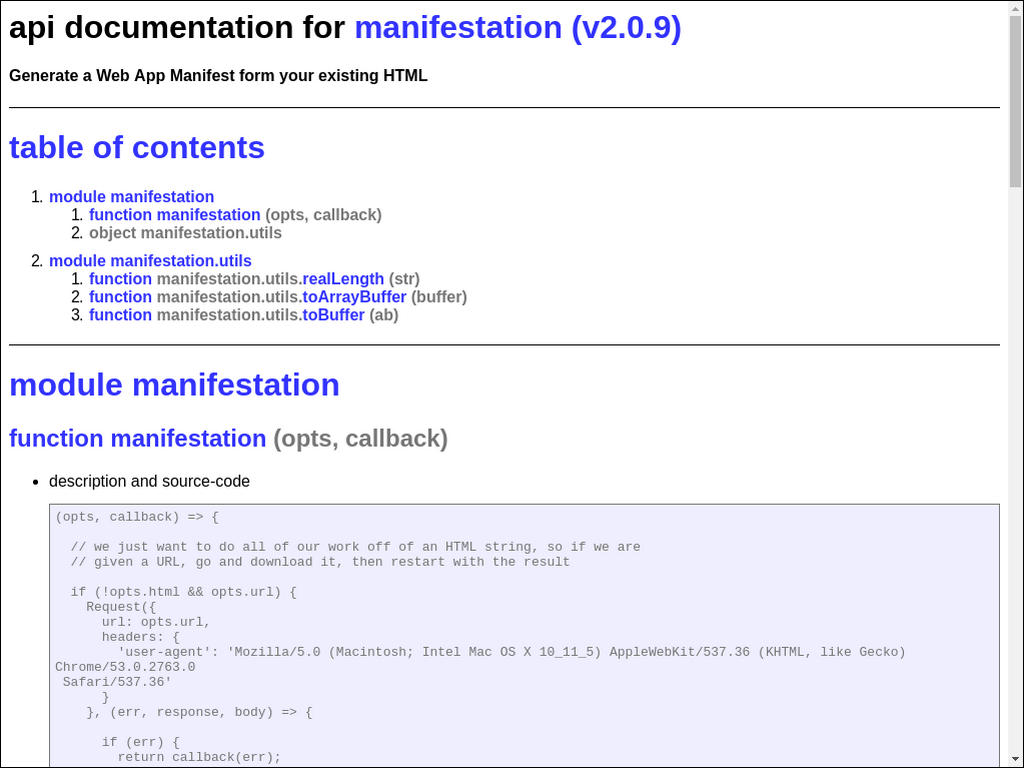 api documentation for manifestation (v2.0.9)
Generate a Web App Manifest form your existing HTML
table of contents
1. module manifestation
1. function manifestation (opts, callback)
2. object manifestation.utils
2. module manifestation.utils
1. function manifestation.utils.realLength (str)
2. function manifestation.utils.toArrayBuffer (buffer)
3. function manifestation.utils.toBuffer (ab)
module manifestation
function manifestation (opts, callback)
• description and source-code
(opts, callback) => {
// we just want to do all of our work off of an HTML string, so if we are
// given a URL, go and download it, then restart with the result
if (!opts.html && opts.url) {
Request({
url: opts.url,
headers: {
'user-agent': 'Mozilla/5.0 (Macintosh; Intel Mac OS X 10_11_5) AppleWebKit/537.36 (KHTML, like Gecko)
Chrome/53.0.2763.0
Safari/537.36'
}
}, (err, response, body) => {
if (err) {
return callback(err);